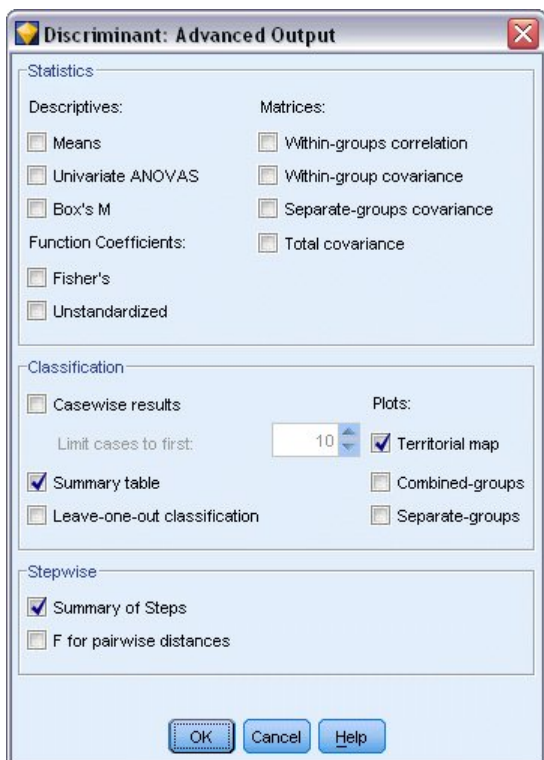 Discriminant: Advanced Output
Statistics
Descriptives:
Means
Univariate ANOVAS
Box's M
Function Coefficients:
Fisher's
Unstandardized
Matrices:
Within-groups correlation
Within-group covariance
Separate-groups covariance
Total covariance
Classification
Casewise results
Limit cases to first: 10
Summary table
Leave-one-out classification
Plots:
Territorial map
Combined-groups
Separate-groups
Stepwise
Summary of Steps
F for pairwise distances
OK Cancel Help